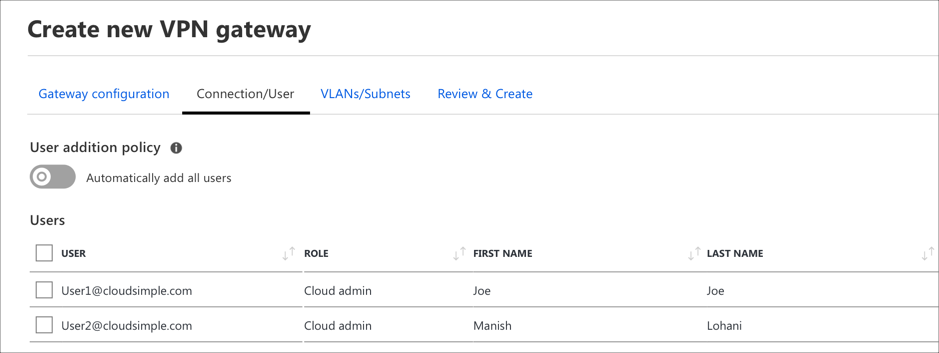 Create new VPN gateway
Gateway configuration Connection/User VLANs/Subnets Review & Create
User addition policy
Automatically add all users
Users
USER ROLE FIRST NAME LAST NAME
User1@cloudsimple.com Cloud admin Joe Joe
User2@cloudsimple.com Cloud admin Manish Lohani